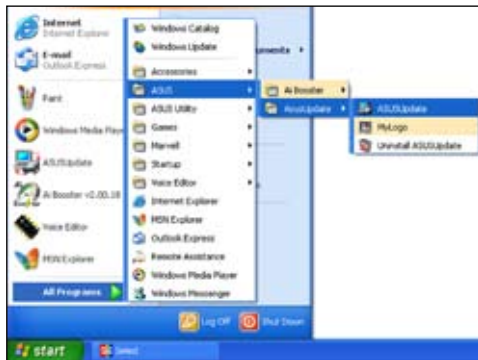 Internet
Internet Explorer
E-mail
Outlook Express
Paint
Windows Media Player
ASUSUpdate
Ai Booster v2.00.18
Voice Editor
MSN Explorer
All Programs
Windows Catalog
Windows Update
Accessories
ASUS
ASUS Utility
Games
Marvell
Startup
Voice Editor
Internet Explorer
MSN Explorer
Outlook Express
Remote Assistance
Windows Media Player
Windows Messenger
Ai Booster
AsusUpdate
ASUSUpdate
MyLogo
Uninstall ASUSUpdate
Log Off
Shut Down
start